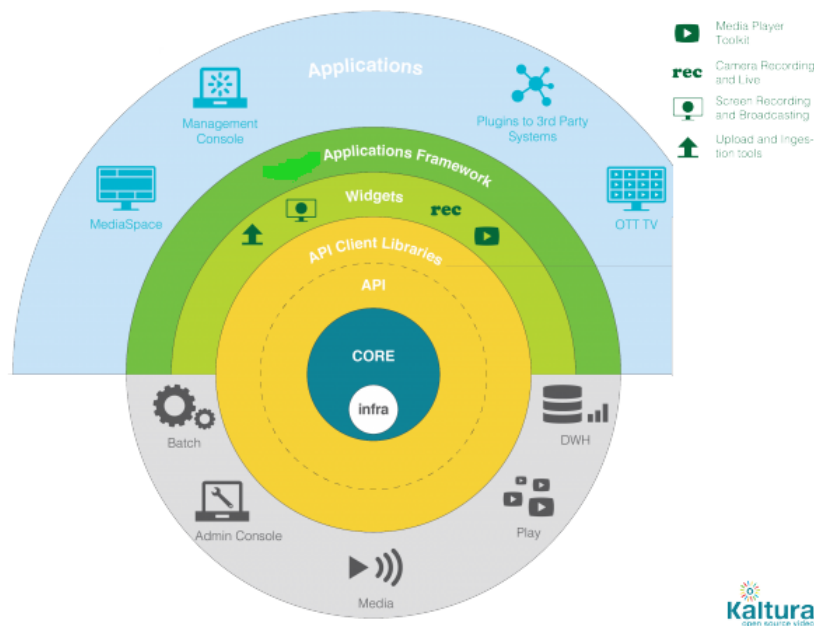 Applications
Media Player
Toolkit
rec
Camera Recording
and Live
Screen Recording
and Broadcasting
Upload and Inges-
tion tools
Management
Console
Plugins to 3rd Party
Systems
MediaSpace
OTT TV
Applications Framework
Widgets
rec
API Client Libraries
API
CORE
infra
Batch
DWH
Admin Console
Play
Media
Kaltura
open source video